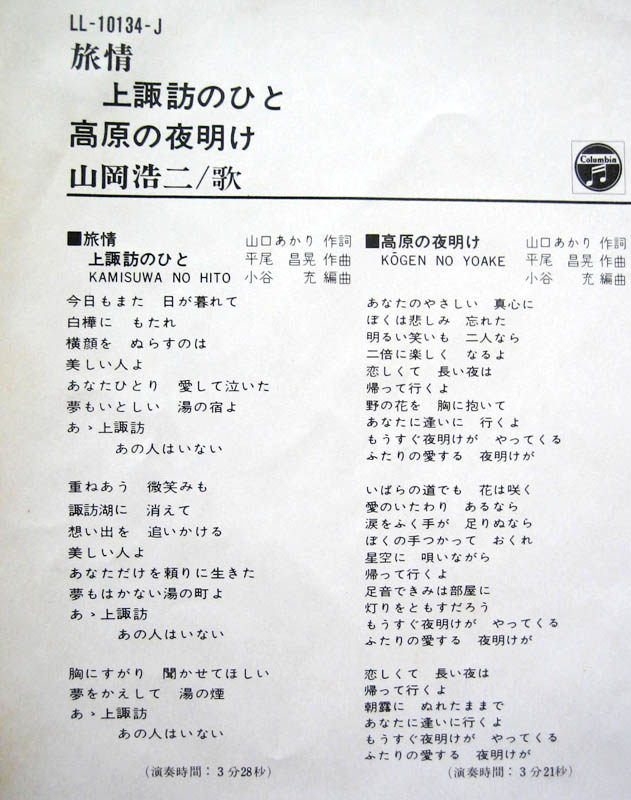 LL-10134-J
旅情
上諏訪のひと
高原の夜明け
山岡浩二/歌
Columbia
■旅情
上諏訪のひと
KAMISUWA NO HITO
山口あかり 作詞
平尾 昌晃 作曲
小谷 充 編曲
今日もまた 日が暮れて
白樺に もたれ
横顔を ぬらすのは
美しい人よ
あなたひとり 愛して泣いた
夢もいとしい 湯の宿よ
あゝ上諏訪
あの人はいない
重ねあう 微笑みも
諏訪湖に 消えて
想い出を 追いかける
美しい人よ
あなただけを頼りに生きた
夢もはかない湯の町よ
あゝ上諏訪
あの人はいない
胸にすがり 聞かせてほしい
夢をかえして 湯の煙
あゝ上諏訪
あの人はいない
(演奏時間:3分28秒)
■高原の夜明け
KŌGEN NO YOAKE
山口あかり 作詞
平尾 昌晃 作曲
小谷 充 編曲
あなたのやさしい 真心に
ぼくは悲しみ 忘れた
明るい笑いも 二人なら
二倍に楽しく なるよ
恋しくて 長い夜は
帰って行くよ
野の花を 胸に抱いて
あなたに逢いに 行くよ
もうすぐ夜明けが やってくる
ふたりの愛する 夜明けが
いばらの道でも 花は咲く
愛のいたわり あるなら
涙をふく手が 足りぬなら
ぼくの手つかって おくれ
星空に 唄いながら
帰って行くよ
足音できみは部屋に
灯りをともすだろう
もうすぐ夜明けが やってくる
ふたりの愛する 夜明けが
恋しくて 長い夜は
帰って行くよ
朝露に ぬれたままで
あなたに逢いに行くよ
もうすぐ夜明けが やってくる
ふたりの愛する 夜明けが
(演奏時間:3分21秒)